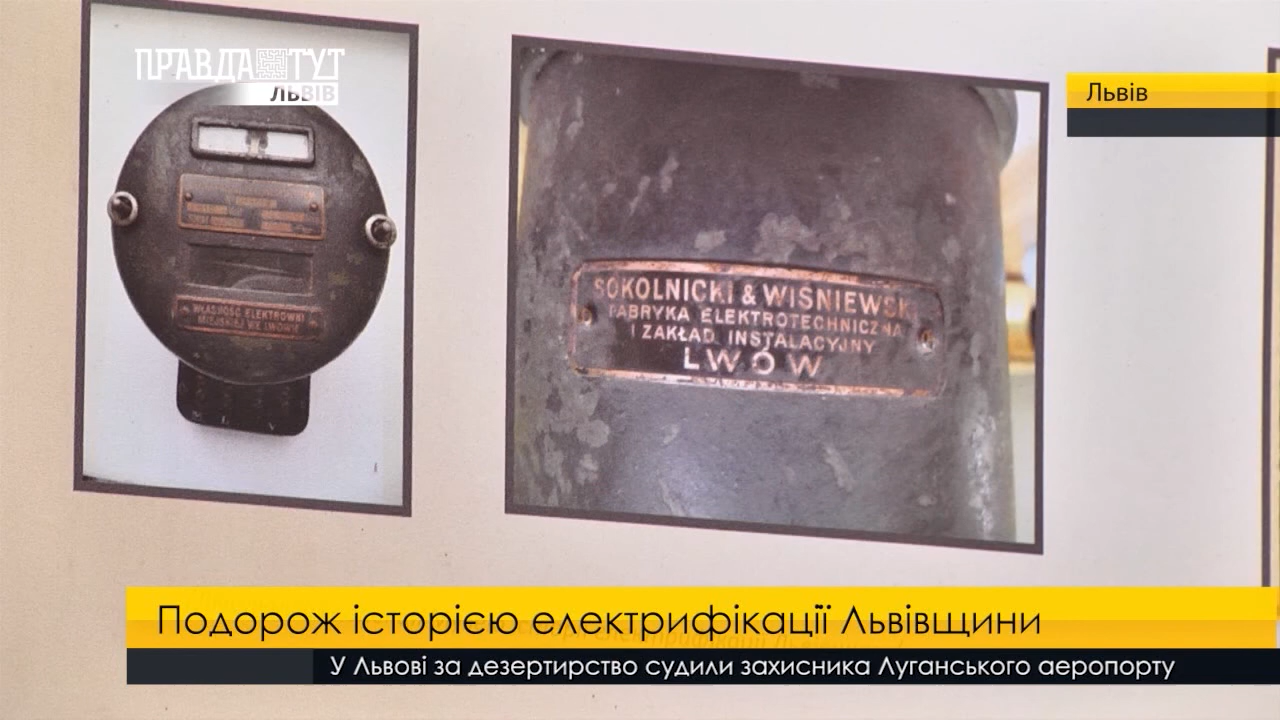 ПРАВДА ТУТ
ЛЬВІВ
Львів
WŁASNOŚĆ ELEKTROWNI
MIEJSKIEJ WE LWOWIE
SOKOLNICKI & WIŚNIEWSKI
FABRYKA ELEKTROTECHNICZNA
I ZAKŁAD INSTALACYJNY
LWÓW
Подорож історією електрифікації Львівщини
У Львові за дезертирство судили захисника Луганського аеропорту